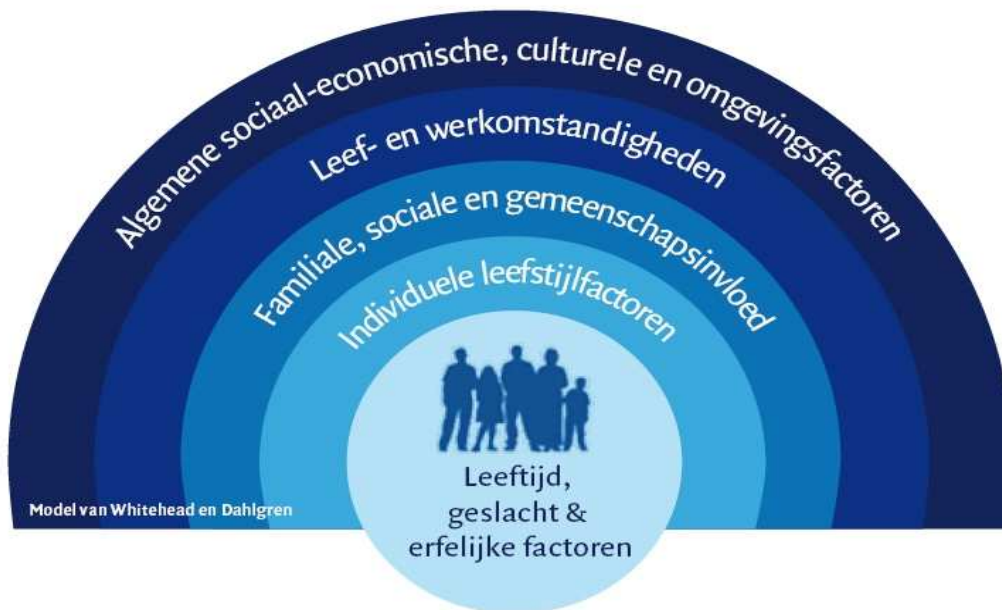 Algemene sociaal-economische, culturele en omgevingsfactoren
Leef- en werkomstandigheden
Familiale, sociale en gemeenschapsinvloed
Individuele leefstijlfactoren
Leeftijd,
geslacht &
erfelijke factoren
Model van Whitehead en Dahlgren